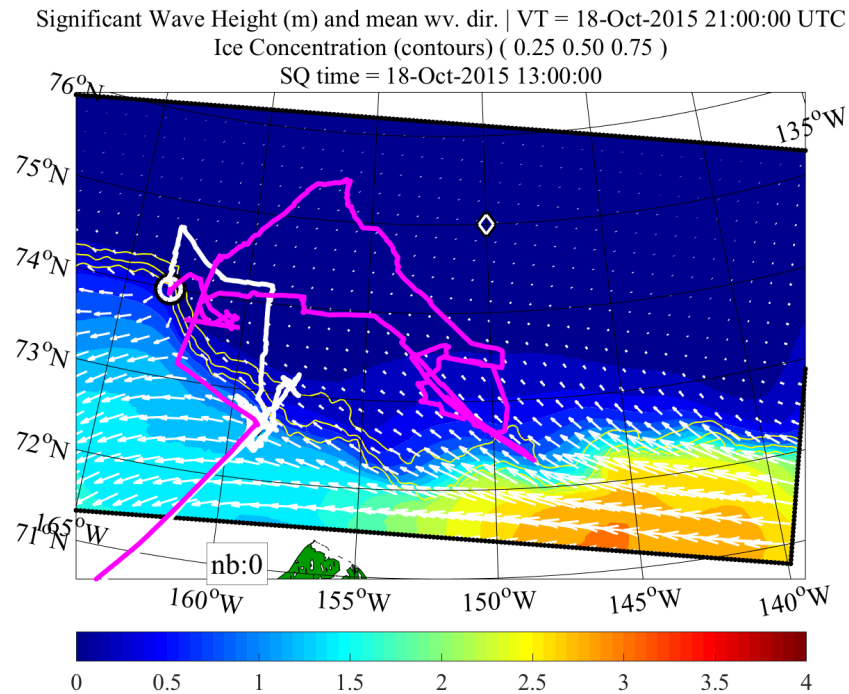 Significant Wave Height (m) and mean wv. dir. | VT = 18-Oct-2015 21:00:00 UTC
Ice Concentration (contours) ( 0.25 0.50 0.75 )
SQ time = 18-Oct-2015 13:00:00
76°N
135°W
75°N
74°N
73°N
72°N
71°N
165°W
nb:0
160°W 155°W 150°W 145°W 140°W
0 0.5 1 1.5 2 2.5 3 3.5 4